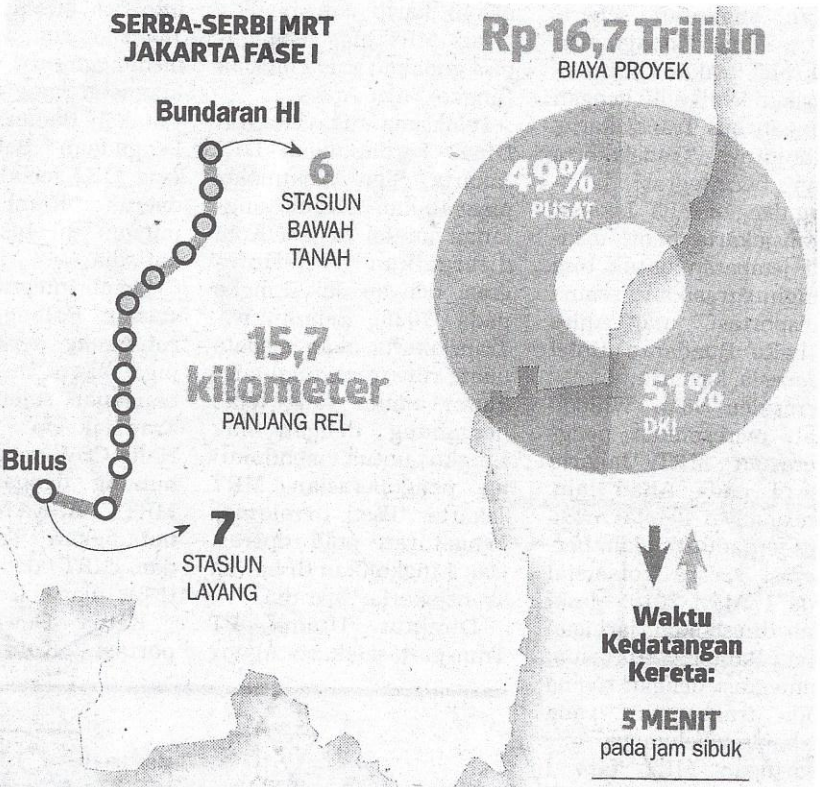 SERBA-SERBI MRT
JAKARTA FASE I
Bundaran HI
6
STASIUN
BAWAH
TANAH
15,7
kilometer
PANJANG REL
Bulus
7
STASIUN
LAYANG
Rp 16,7 Triliun
BIAYA PROYEK
49%
PUSAT
51%
DKI
Waktu
Kedatangan
Kereta:
5 MENIT
pada jam sibuk